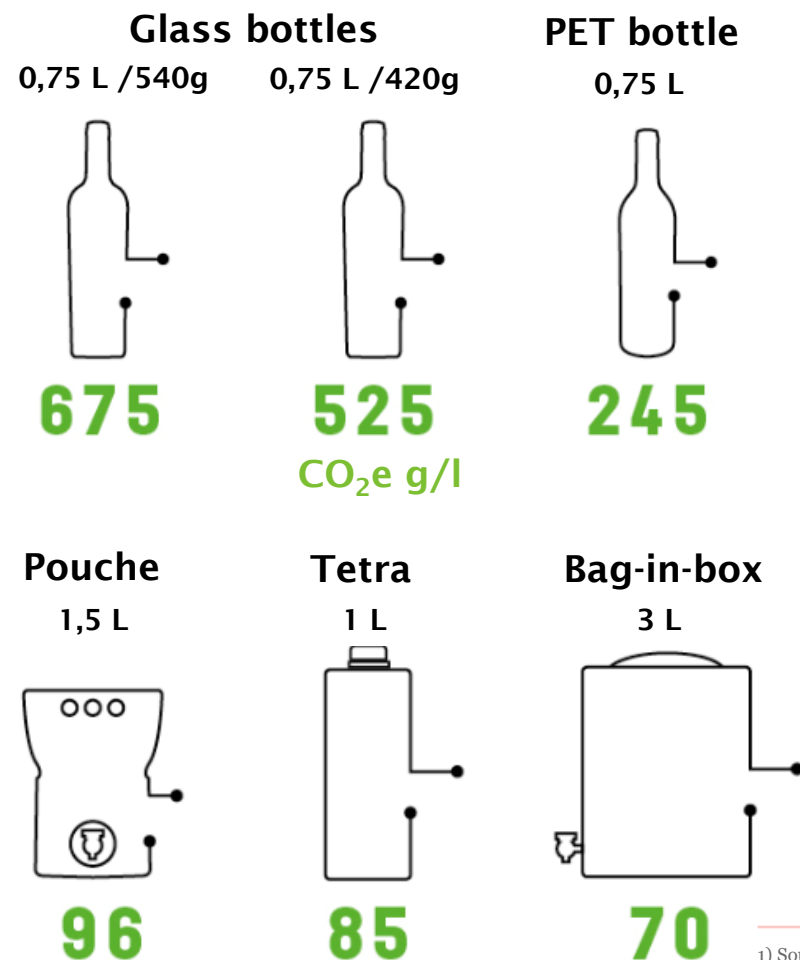 Glass bottles PET bottle
0,75 L /540g 0,75 L /420g 0,75 L
675 525 245
CO₂e g/l
Pouche Tetra Bag-in-box
1,5 L 1 L 3 L
96 85 70
1)